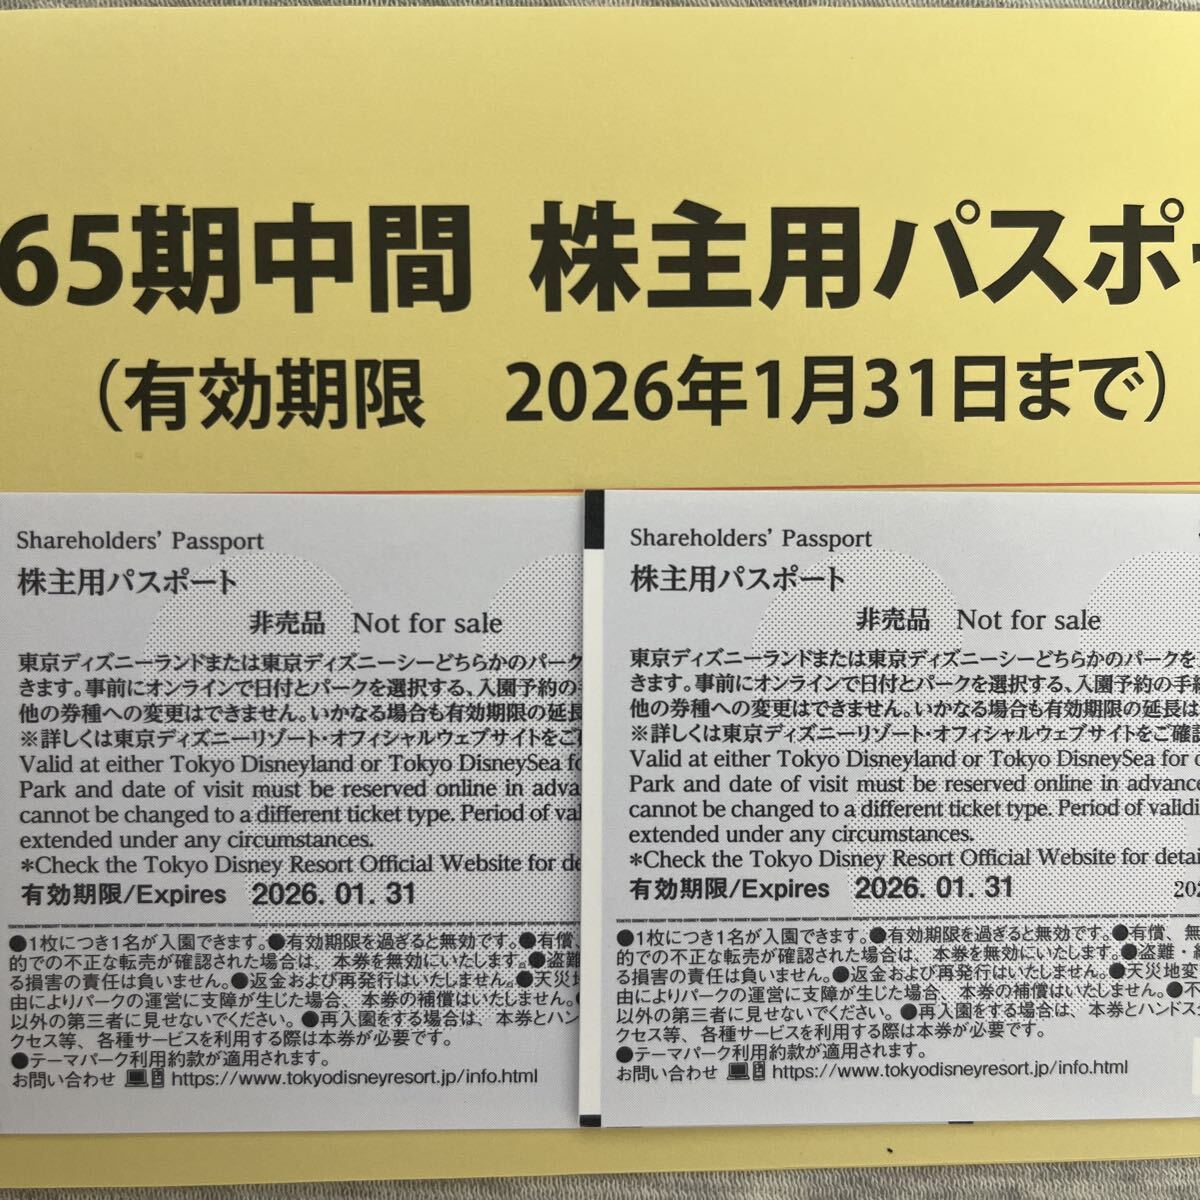 65期中間 株主用パスポー
（有効期限 2026年1月31日まで）
Shareholders' Passport
株主用パスポート
非売品 Not for sale
東京ディズニーランドまたは東京ディズニーシーどちらかのパーク
きます。事前にオンラインで日付とパークを選択する、入園予約の
他の券種への変更はできません。いかなる場合も有効期限の延長
※詳しくは東京ディズニーリゾート・オフィシャルウェブサイトをご
Valid at either Tokyo Disneyland or Tokyo DisneySea fo
Park and date of visit must be reserved online in adva
cannot be changed to a different ticket type. Period of va
extended under any circumstances.
*Check the Tokyo Disney Resort Official Website for de
有効期限/Expires 2026. 01. 31
●1枚につき1名が入園できます。●有効期限を過ぎると無効です。●有償、
的での不正な転売が確認された場合は、本券を無効にいたします。●盗難
る損害の責任は負いません。●返金および再発行はいたしません。●天災地
由によりパークの運営に支障が生じた場合、本券の補償はいたしません。
以外の第三者に見せないでください。●再入園をする場合は、本券とハン
クセス等、各種サービスを利用する際は本券が必要です。
●テーマパーク利用約款が適用されます。
お問い合わせ https://www.tokyodisneyresort.jp/info.html
Shareholders' Passport
株主用パスポート
非売品 Not for sale
東京ディズニーランドまたは東京ディズニーシーどちらかのパークを
きます。事前にオンラインで日付とパークを選択する、入園予約の手続
他の券種への変更はできません。いかなる場合も有効期限の延長は
※詳しくは東京ディズニーリゾート・オフィシャルウェブサイトをご確認
Valid at either Tokyo Disneyland or Tokyo DisneySea for o
Park and date of visit must be reserved online in advance
cannot be changed to a different ticket type. Period of validi
extended under any circumstances.
*Check the Tokyo Disney Resort Official Website for detai
有効期限/Expires 2026. 01. 31
202
●1枚につき1名が入園できます。●有効期限を過ぎると無効です。●有償、無
的での不正な転売が確認された場合は、本券を無効にいたします。●盗難・紛
る損害の責任は負いません。●返金および再発行はいたしません。●天災地変
由によりパークの運営に支障が生じた場合、本券の補償はいたしません。●不
以外の第三者に見せないでください。●再入園をする場合は、本券とハンドス
クセス等、各種サービスを利用する際は本券が必要です。
●テーマパーク利用約款が適用されます。
お問い合わせ https://www.tokyodisneyresort.jp/info.html